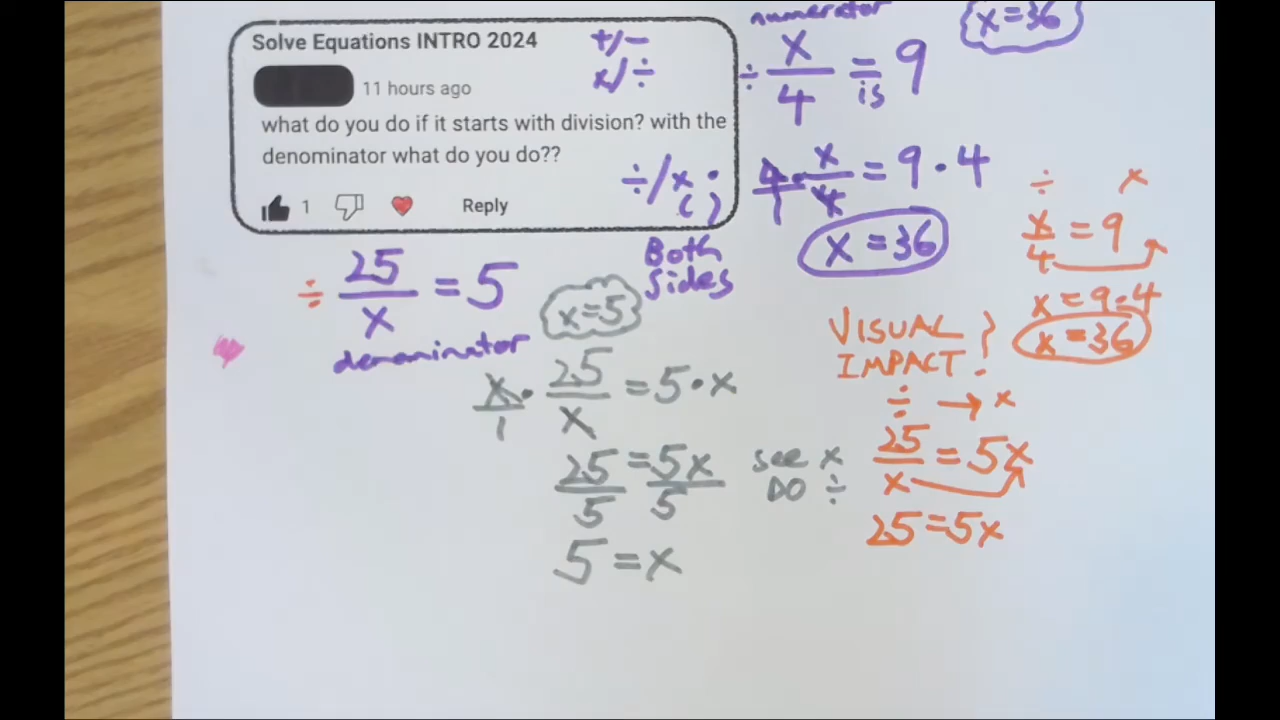 Solve Equations INTRO 2024
+/−
x/÷
11 hours ago
what do you do if it starts with division? with the
denominator what do you do??
÷/x · ( )
1
Reply
Both
sides
numerator
x=36
÷ x/4 = 9
is
4/1 · x/4 = 9 · 4
x = 36
÷ 25/x = 5
denominator
x=5
x/1 · 25/x = 5 · x
25/5 = 5x/5
see x
DO ÷
5 = x
÷ x
x/4 = 9
x = 9 · 4
x = 36
VISUAL
IMPACT
÷ → x
25/x = 5x
25 = 5x